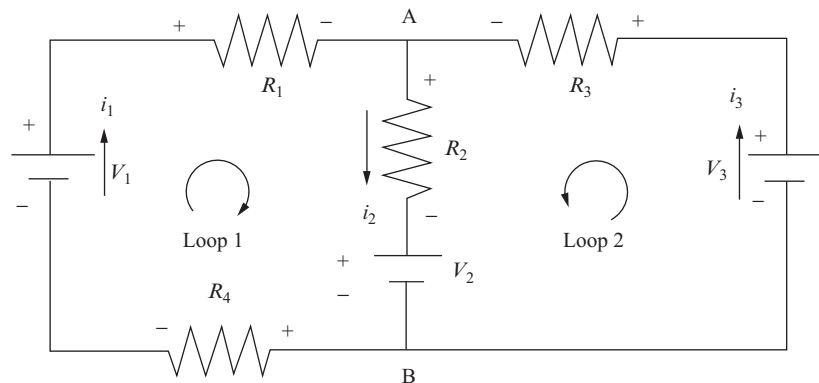 A
+ − − +
+ −
R₁ R₃
+
i₁ i₃
+ R₂ +
V₁ V₃
− i₂ − −
Loop 1 Loop 2
+ V₂
−
R₄
− +
B